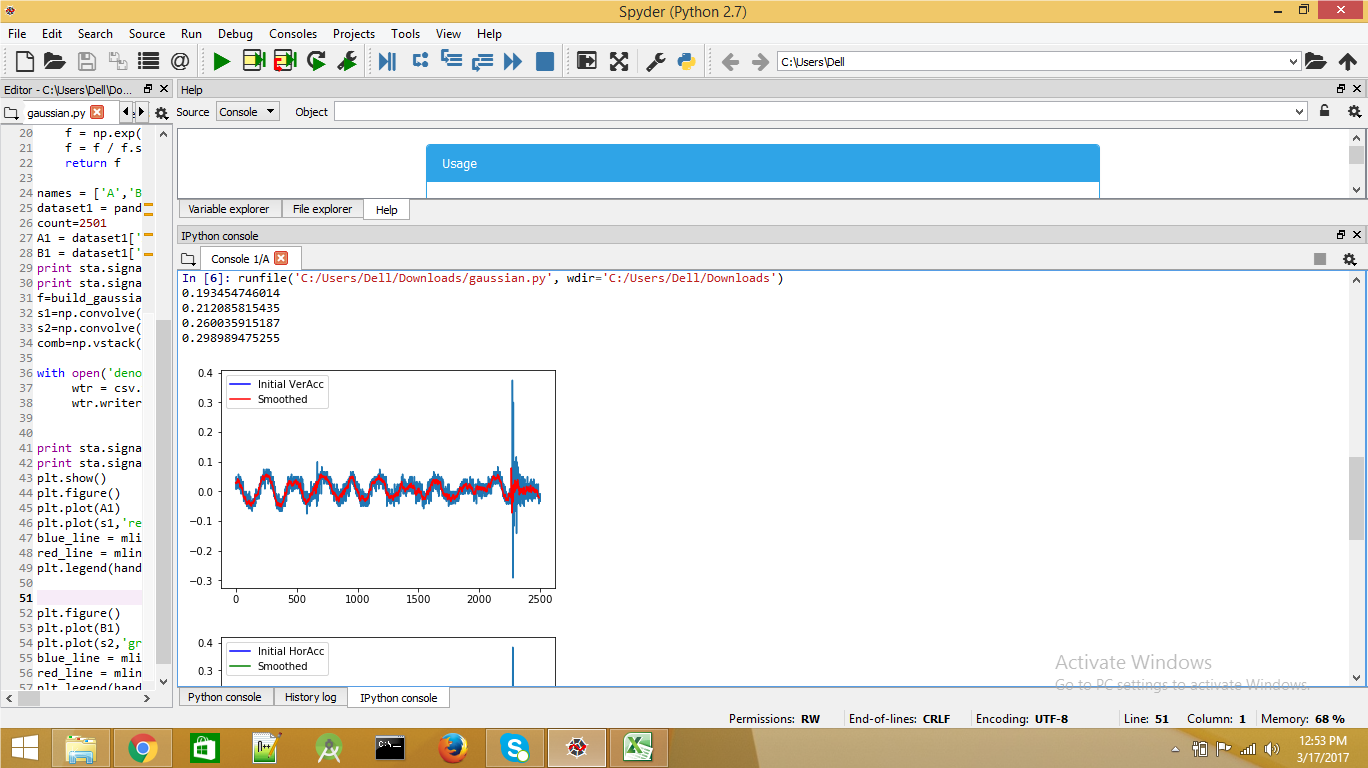 Spyder (Python 2.7)
File Edit Search Source Run Debug Consoles Projects Tools View Help
C:\Users\Dell
Editor - C:\Users\Dell\Do...
gaussian.py
20 f = np.exp(
21 f = f / f.s
22 return f
23
24 names = ['A','B
25 dataset1 = pand
26 count=2501
27 A1 = dataset1['
28 B1 = dataset1['
29 print sta.signa
30 print sta.signa
31 f=build_gaussia
32 s1=np.convolve(
33 s2=np.convolve(
34 comb=np.vstack(
35
36 with open('deno
37 wtr = csv.
38 wtr.writer
39
40
41 print sta.signa
42 print sta.signa
43 plt.show()
44 plt.figure()
45 plt.plot(A1)
46 plt.plot(s1,'re
47 blue_line = mli
48 red_line = mlin
49 plt.legend(hand
50
51
52 plt.figure()
53 plt.plot(B1)
54 plt.plot(s2,'gr
55 blue_line = mli
56 red_line = mlin
57 plt.legend(hand
Help
Source Console Object
Usage
Variable explorer File explorer Help
IPython console
Console 1/A
In [6]: runfile('C:/Users/Dell/Downloads/gaussian.py', wdir='C:/Users/Dell/Downloads')
0.193454746014
0.212085815435
0.260035915187
0.298989475255
Initial VerAcc
Smoothed
0.4
0.3
0.2
0.1
0.0
−0.1
−0.2
−0.3
0 500 1000 1500 2000 2500
Initial HorAcc
Smoothed
0.4
0.3
Activate Windows
Go to PC settings to activate Windows.
Python console History log IPython console
Permissions: RW End-of-lines: CRLF Encoding: UTF-8 Line: 51 Column: 1 Memory: 68 %
12:53 PM
3/17/2017